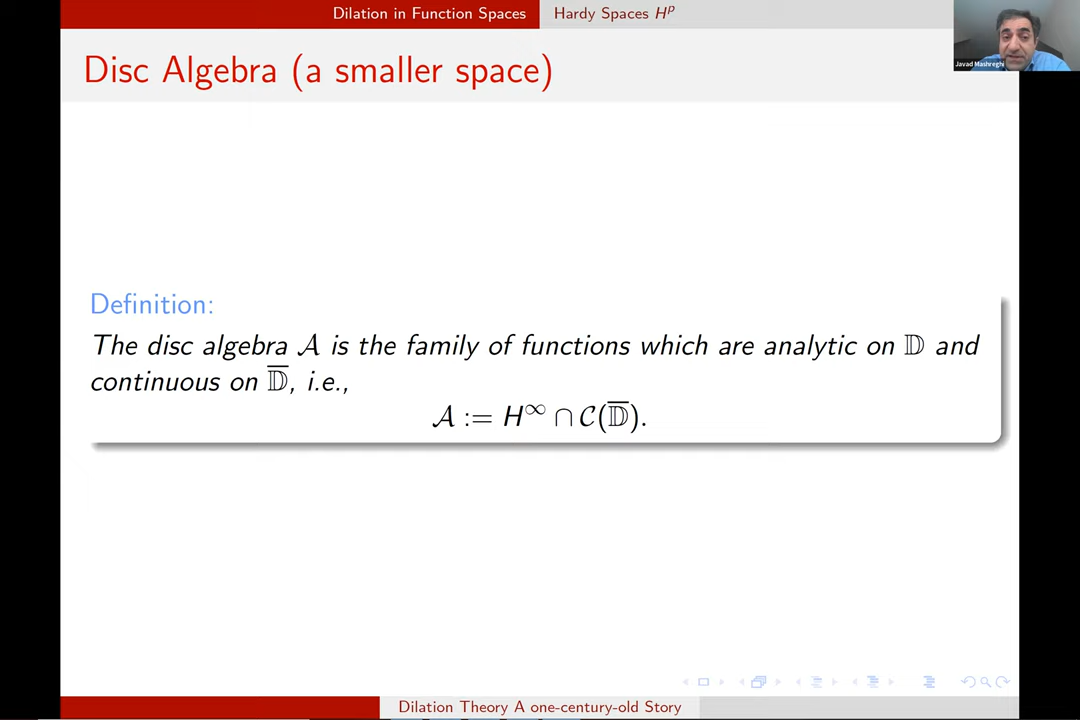 Dilation in Function Spaces Hardy Spaces Hᵖ
Javad Mashreghi
Disc Algebra (a smaller space)
Definition:
The disc algebra 𝒜 is the family of functions which are analytic on 𝔻 and
continuous on 𝔻̅, i.e.,
𝒜 := H^∞ ∩ 𝒞(𝔻̅).
Dilation Theory A one-century-old Story